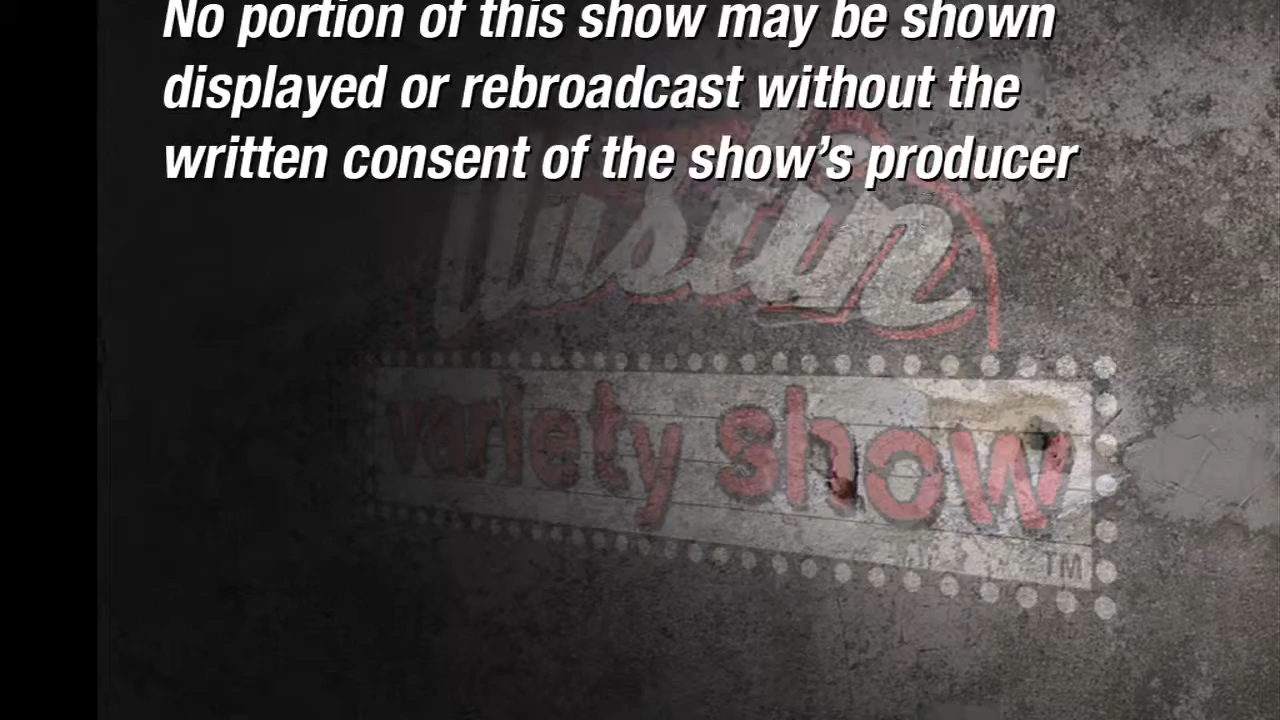 No portion of this show may be shown
displayed or rebroadcast without the
written consent of the show’s producer
variety show
TM